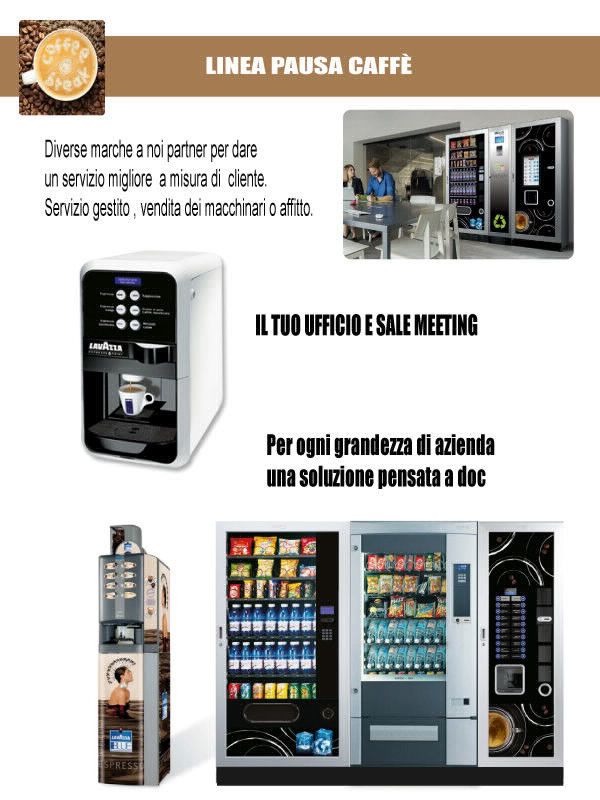 coffee
break
LINEA PAUSA CAFFÈ
Diverse marche a noi partner per dare
un servizio migliore a misura di cliente.
Servizio gestito , vendita dei macchinari o affitto.
LAVAZZA
IL TUO UFFICIO E SALE MEETING
Per ogni grandezza di azienda
una soluzione pensata a doc
LAVAZZA
BLUE
ESPRESSO